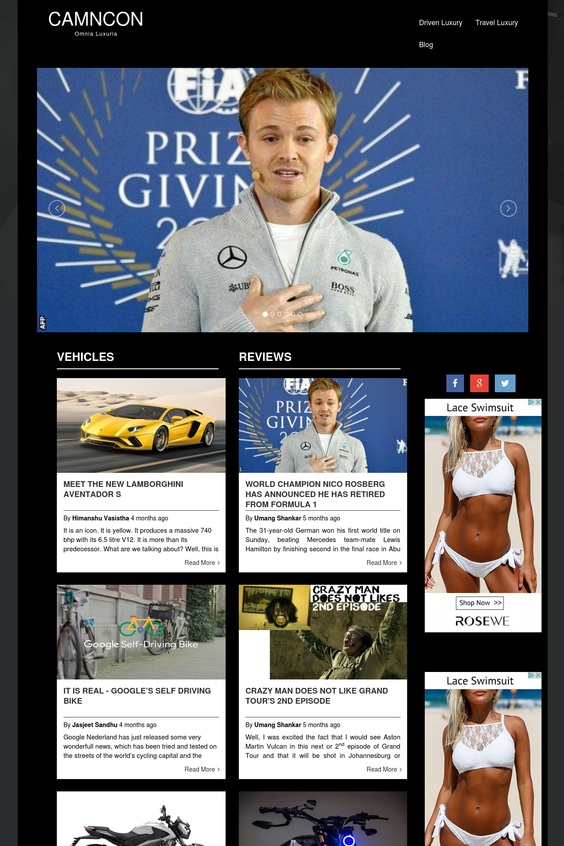 CAMNCON
Omnia Luxuria
Driven Luxury Travel Luxury
Blog
FiA
PRIZ
GIVIN
PETRONAS
UBS
BOSS
HUGO BOSS
APP
VEHICLES
REVIEWS
MEET THE NEW LAMBORGHINI
AVENTADOR S
By Himanshu Vasistha 4 months ago
It is an icon. It is yellow. It produces a massive 740
bhp with its 6.5 litre V12. It is more than its
predecessor. What are we talking about? Well, this is
Read More
PRIZ
GIVIN
WORLD CHAMPION NICO ROSBERG
HAS ANNOUNCED HE HAS RETIRED
FROM FORMULA 1
By Umang Shankar 5 months ago
The 31-year-old German won his first world title on
Sunday, beating Mercedes team-mate Lewis
Hamilton by finishing second in the final race in Abu
Read More
f
g
Lace Swimsuit
Shop Now >>
ROSEWE
Google Self-Driving Bike
IT IS REAL - GOOGLE'S SELF DRIVING
BIKE
By Jasjeet Sandhu 4 months ago
Google Nederland has just released some very
wonderfull news, which has been tried and tested on
the streets of the world's cycling capital and the
Read More
CRAZY MAN
DOES NOT LIKES
2ND EPISODE
CRAZY MAN DOES NOT LIKE GRAND
TOUR'S 2ND EPISODE
By Umang Shankar 5 months ago
Well, I was excited the fact that I would see Aston
Martin Vulcan in this next or 2nd episode of Grand
Tour and that it will be shot in Johannesburg or
Read More
Lace Swimsuit